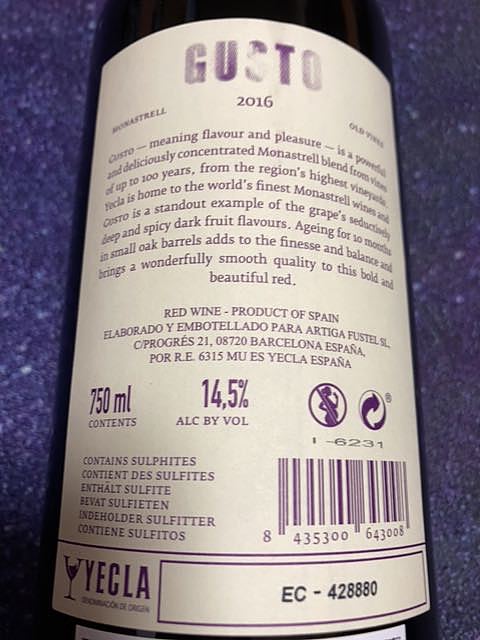 GUSTO
2016
MONASTRELL
OLD VINES
GUSTO — meaning flavour and pleasure — is a powerful
and deliciously concentrated Monastrell blend from vines
of up to 100 years, from the region's highest vineyards.
Yecla is home to the world's finest Monastrell wines and
GUSTO is a standout example of the grape's seductively
deep and spicy dark fruit flavours. Ageing for 10 months
in small oak barrels adds to the finesse and balance and
brings a wonderfully smooth quality to this bold and
beautiful red.
RED WINE - PRODUCT OF SPAIN
ELABORADO Y EMBOTELLADO PARA ARTIGA FUSTEL SL,
C/PROGRÉS 21, 08720 BARCELONA ESPAÑA,
POR R.E. 6315 MU ES YECLA ESPAÑA
750 ml
CONTENTS
14,5%
ALC BY VOL
®
I -6231
CONTAINS SULPHITES
CONTIENT DES SULFITES
ENTHÄLT SULFITE
BEVAT SULFIETEN
INDEHOLDER SULFITTER
CONTIENE SULFITOS
8 435300 643008
YECLA
DENOMINACIÓN DE ORIGEN
EC - 428880